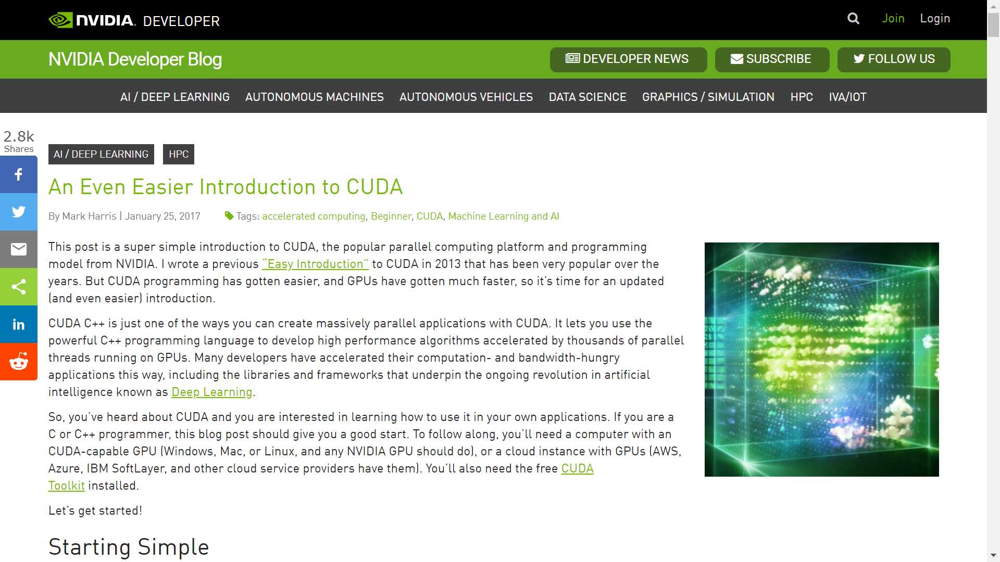 NVIDIA. DEVELOPER
Join Login
NVIDIA Developer Blog
DEVELOPER NEWS SUBSCRIBE FOLLOW US
AI / DEEP LEARNING AUTONOMOUS MACHINES AUTONOMOUS VEHICLES DATA SCIENCE GRAPHICS / SIMULATION HPC IVA/IOT
2.8k
Shares
AI / DEEP LEARNING HPC
An Even Easier Introduction to CUDA
By Mark Harris | January 25, 2017 Tags: accelerated computing, Beginner, CUDA, Machine Learning and AI
This post is a super simple introduction to CUDA, the popular parallel computing platform and programming
model from NVIDIA. I wrote a previous “Easy Introduction” to CUDA in 2013 that has been very popular over the
years. But CUDA programming has gotten easier, and GPUs have gotten much faster, so it’s time for an updated
(and even easier) introduction.
CUDA C++ is just one of the ways you can create massively parallel applications with CUDA. It lets you use the
powerful C++ programming language to develop high performance algorithms accelerated by thousands of parallel
threads running on GPUs. Many developers have accelerated their computation- and bandwidth-hungry
applications this way, including the libraries and frameworks that underpin the ongoing revolution in artificial
intelligence known as Deep Learning.
So, you’ve heard about CUDA and you are interested in learning how to use it in your own applications. If you are a
C or C++ programmer, this blog post should give you a good start. To follow along, you’ll need a computer with an
CUDA-capable GPU (Windows, Mac, or Linux, and any NVIDIA GPU should do), or a cloud instance with GPUs (AWS,
Azure, IBM SoftLayer, and other cloud service providers have them). You’ll also need the free CUDA
Toolkit installed.
Let’s get started!
Starting Simple